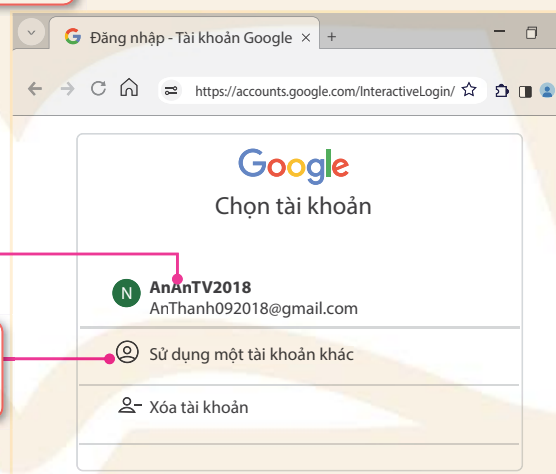 Đăng nhập - Tài khoản Google
https://accounts.google.com/InteractiveLogin/
Google
Chọn tài khoản
N
AnAnTV2018
AnThanh092018@gmail.com
Sử dụng một tài khoản khác
Xóa tài khoản